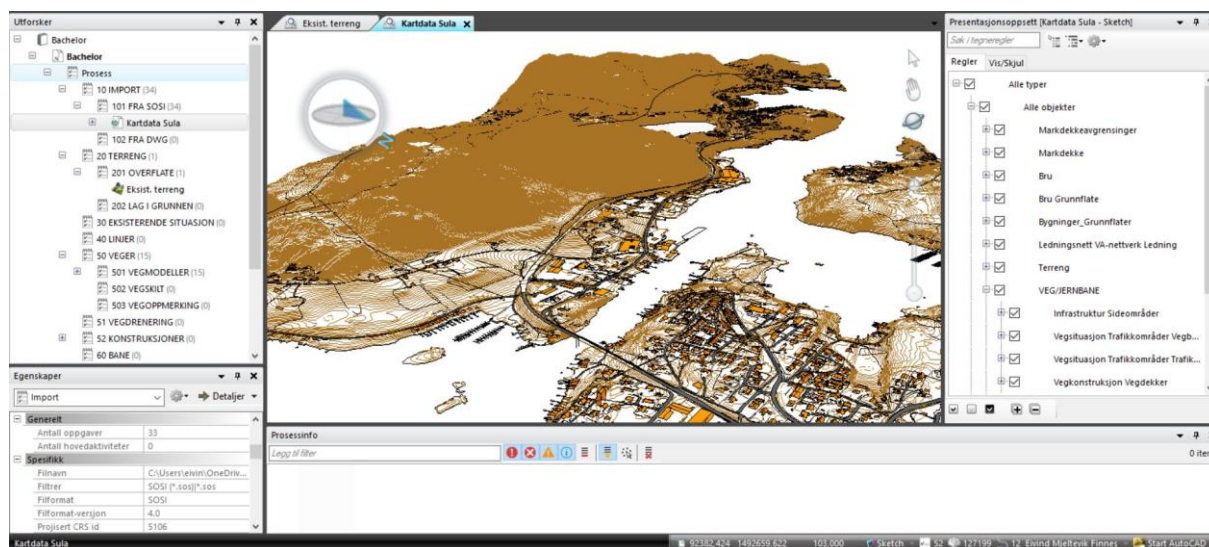 Utforsker
Bachelor
Bachelor
Prosess
10 IMPORT (34)
101 FRA SOSI (34)
Kartdata Sula
102 FRA DWG (0)
20 TERRENG (1)
201 OVERFLATE (1)
Eksist. terreng
202 LAG I GRUNNEN (0)
30 EKSISTERENDE SITUASJON (0)
40 LINJER (0)
50 VEGER (15)
501 VEGMODELLER (15)
502 VEGSKILT (0)
503 VEGOPPMERKING (0)
51 VEGDRENERING (0)
52 KONSTRUKSJONER (0)
60 BANE (0)
Egenskaper
Import
Detaljer
Generelt
Antall oppgaver 33
Antall hovedaktiviteter 0
Spesifikk
Filnavn C:\Users\eivin\OneDriv...
Filtrer SOSI (*.sos)|*.sos
Filformat SOSI
Filformat-versjon 4.0
Projisert CRS id 5106
Eksist. terreng
Kartdata Sula X
N
Prosessinfo
Legg til filter
0 iter
Presentasjonsoppsett [Kartdata Sula - Sketch]
Søk i tegneregler
Regler Vis/Skjul
Alle typer
Alle objekter
Markdekkeavgrensinger
Markdekke
Bru
Bru Grunnflate
Bygninger_Grunnflater
Ledningsnett VA-nettverk Ledning
Terreng
VEG/JERNBANE
Infrastruktur Sideområder
Vegsituasjon Trafikkområder Vegb...
Vegsituasjon Trafikkområder Trafik...
Vegkonstruksjon Vegdekker
Kartdata Sula
92382.424 1492659.622 103.000 Sketch 52 127199 12 Eivind Mjeltevik Finnes Start AutoCAD